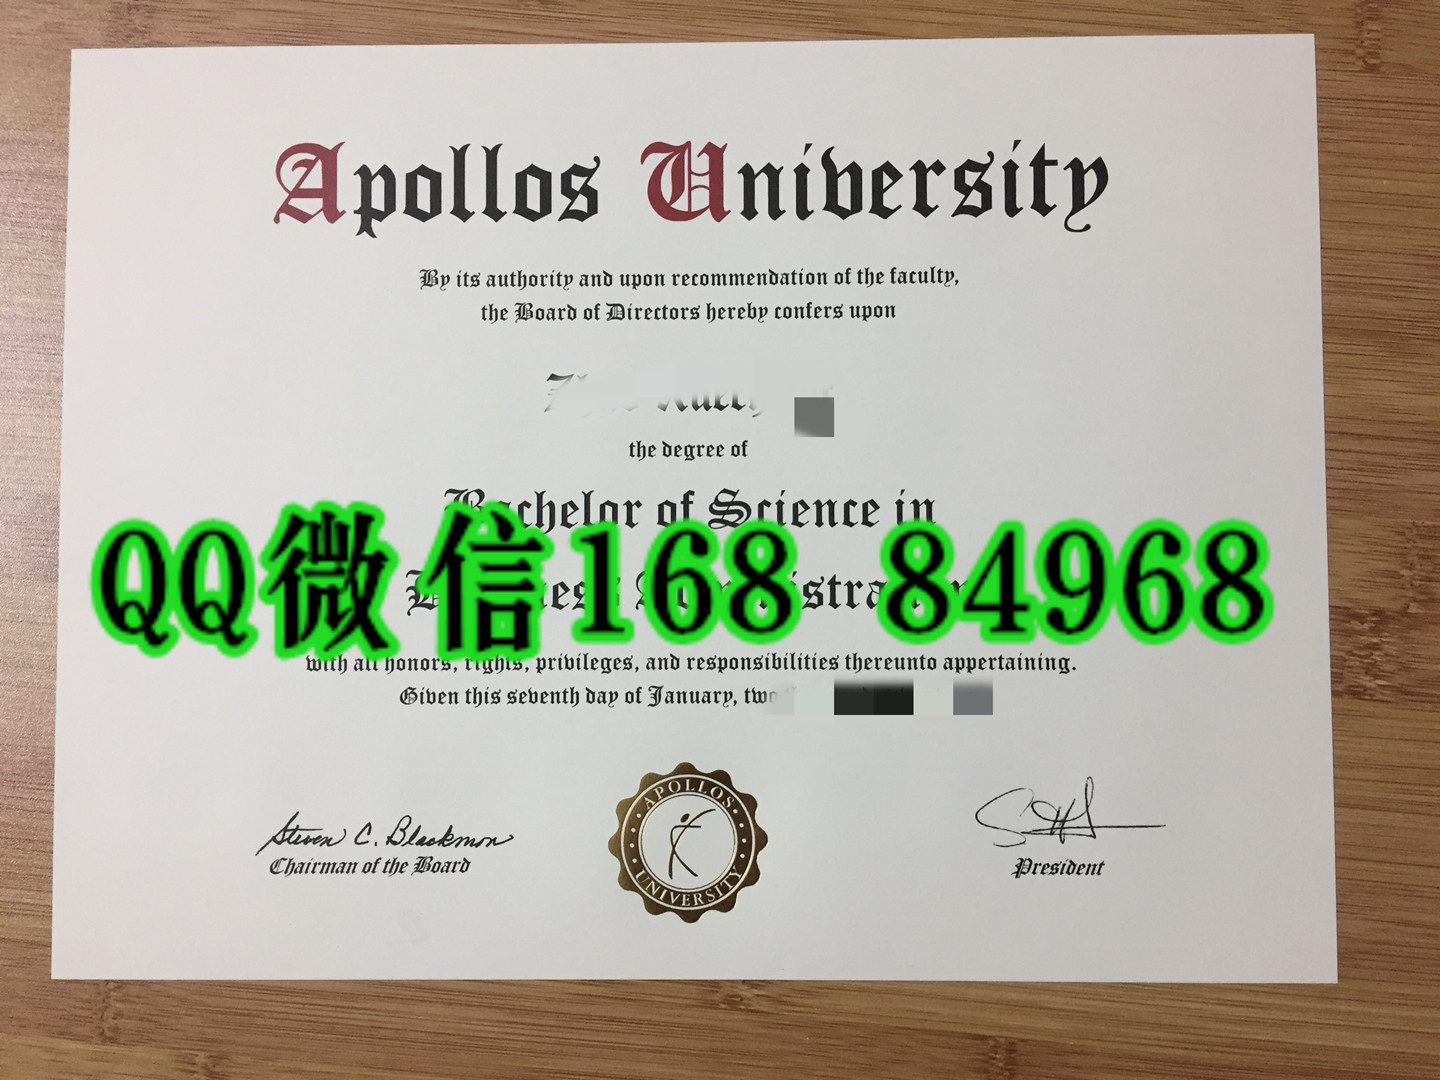 Apollos University
By its authority and upon recommendation of the faculty,
the Board of Directors hereby confers upon
the degree of
Bachelor of Science in
QQ微信168 84968
with all honors, rights, privileges, and responsibilities thereunto appertaining.
Given this seventh day of January, two
Steven C. Blackmon
Chairman of the Board
President
APOLLOS
UNIVERSITY